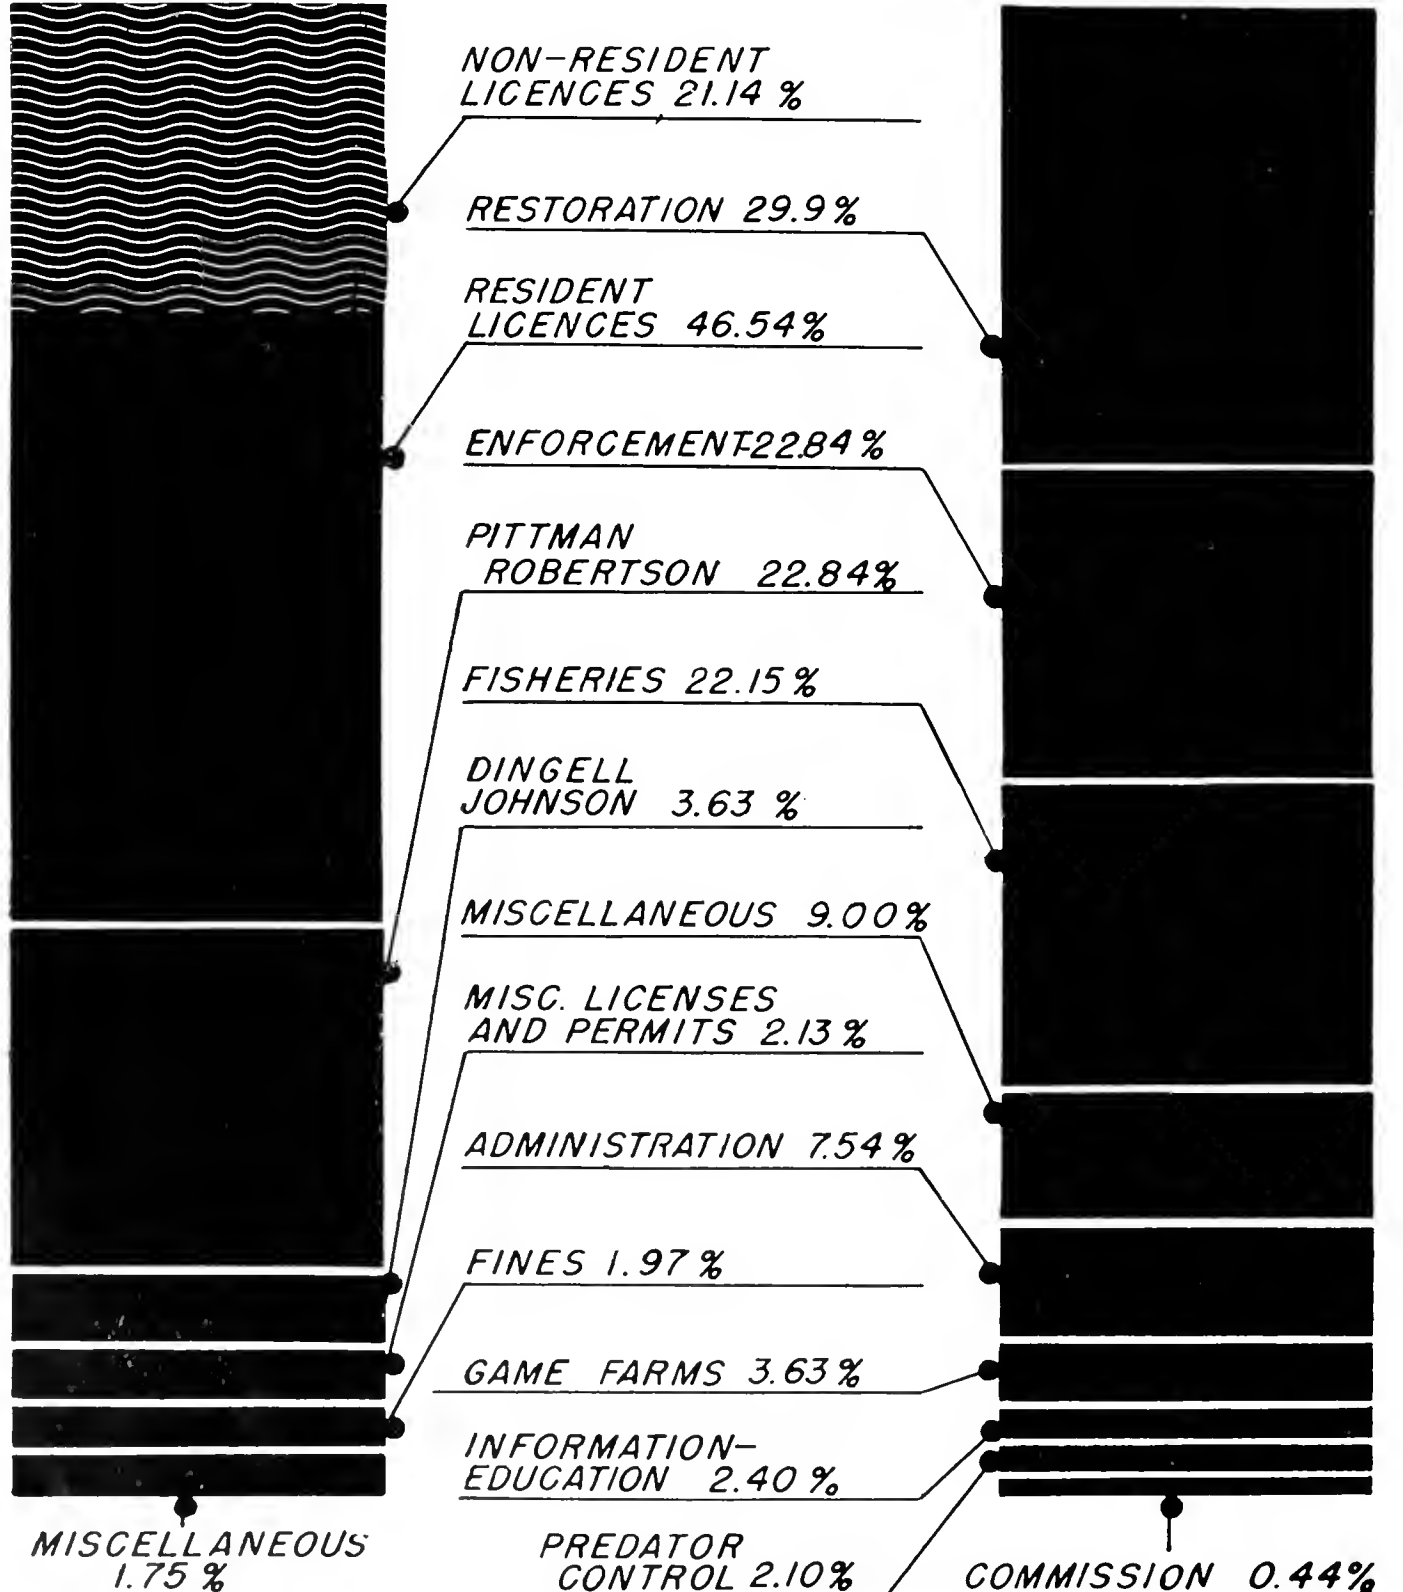 NON-RESIDENT
LICENCES 21.14 %
RESTORATION 29.9%
RESIDENT
LICENCES 46.54%
ENFORCEMENT-22.84%
PITTMAN
ROBERTSON 22.84%
FISHERIES 22.15%
DINGELL
JOHNSON 3.63 %
MISCELLANEOUS 9.00%
MISC. LICENSES
AND PERMITS 2.13%
ADMINISTRATION 7.54%
FINES 1.97%
GAME FARMS 3.63%
INFORMATION-
EDUCATION 2.40%
MISCELLANEOUS
1.75%
PREDATOR
CONTROL 2.10%
COMMISSION 0.44%